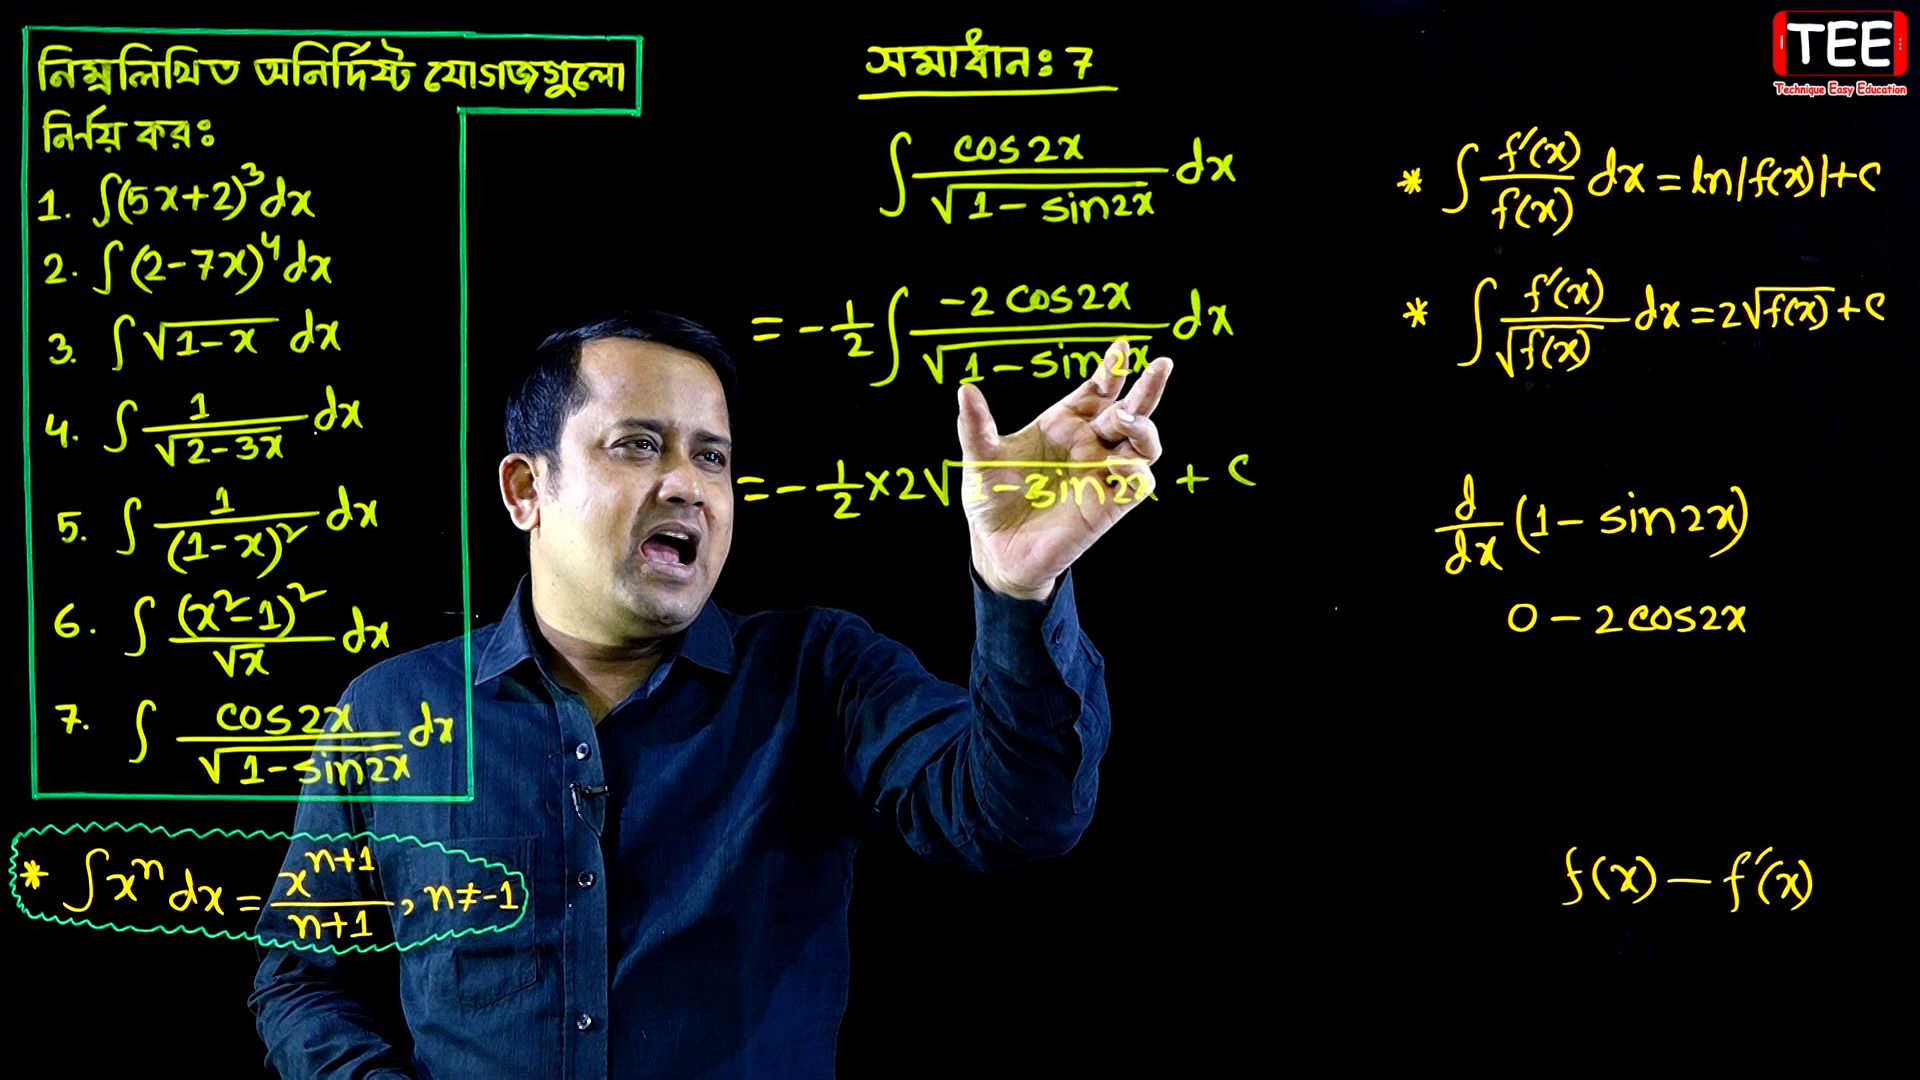 নিম্নলিখিত অনির্দিষ্ট যোগজগুলো
নির্ণয় করঃ
1. ∫(5x+2)³dx
2. ∫(2-7x)⁴dx
3. ∫√(1-x) dx
4. ∫ 1/√(2-3x) dx
5. ∫ 1/(1-x)² dx
6. ∫ (x²-1)²/√x dx
7. ∫ cos2x/√(1-sin2x) dx
* ∫xⁿdx = xⁿ⁺¹/(n+1), n≠-1
সমাধানঃ 7
∫ cos2x/√(1-sin2x) dx
= -1/2 ∫ -2cos2x/√(1-sin2x) dx
= -1/2×2√(1-sin2x) + c
TEE
Technique Easy Education
* ∫ f′(x)/f(x) dx = ln|f(x)|+c
* ∫ f′(x)/√f(x) dx = 2√f(x)+c
d/dx (1-sin2x)
0-2cos2x
f(x) — f′(x)